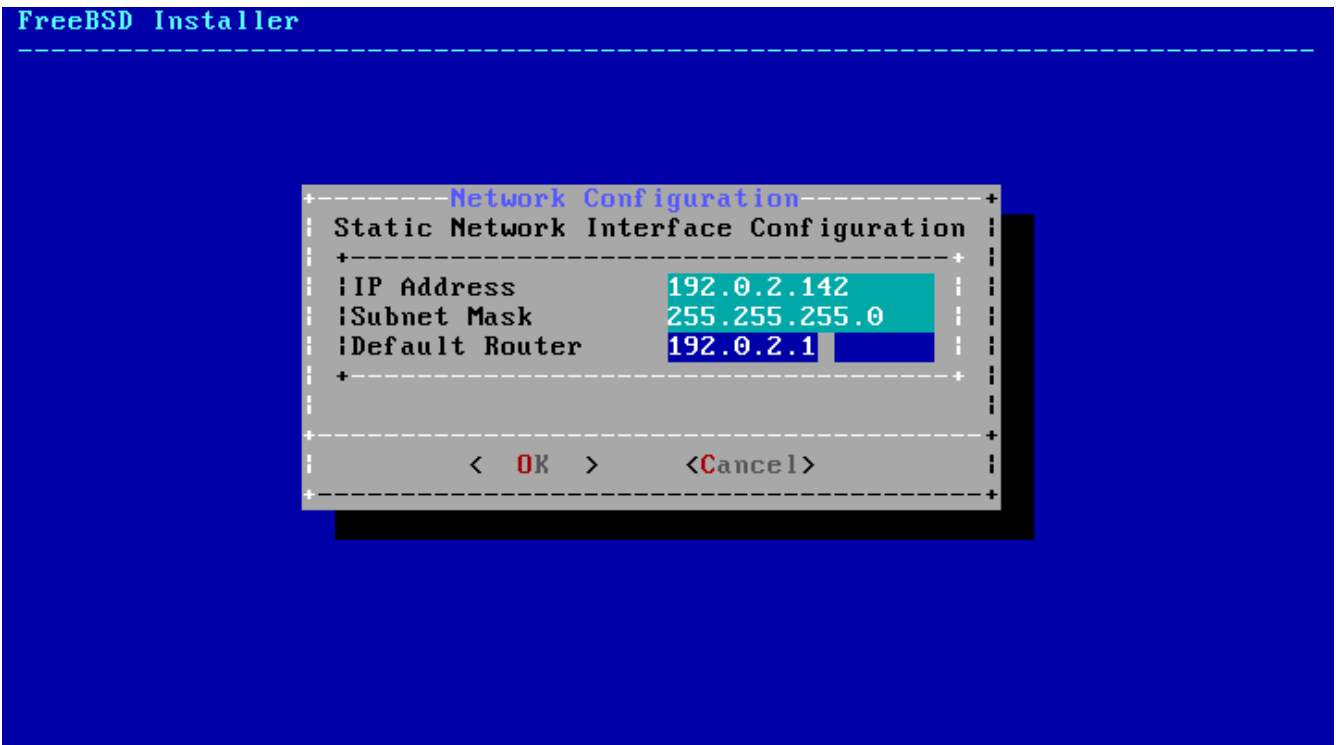 FreeBSD Installer
Network Configuration
Static Network Interface Configuration
IP Address 192.0.2.142
Subnet Mask 255.255.255.0
Default Router 192.0.2.1
< OK > <Cancel>